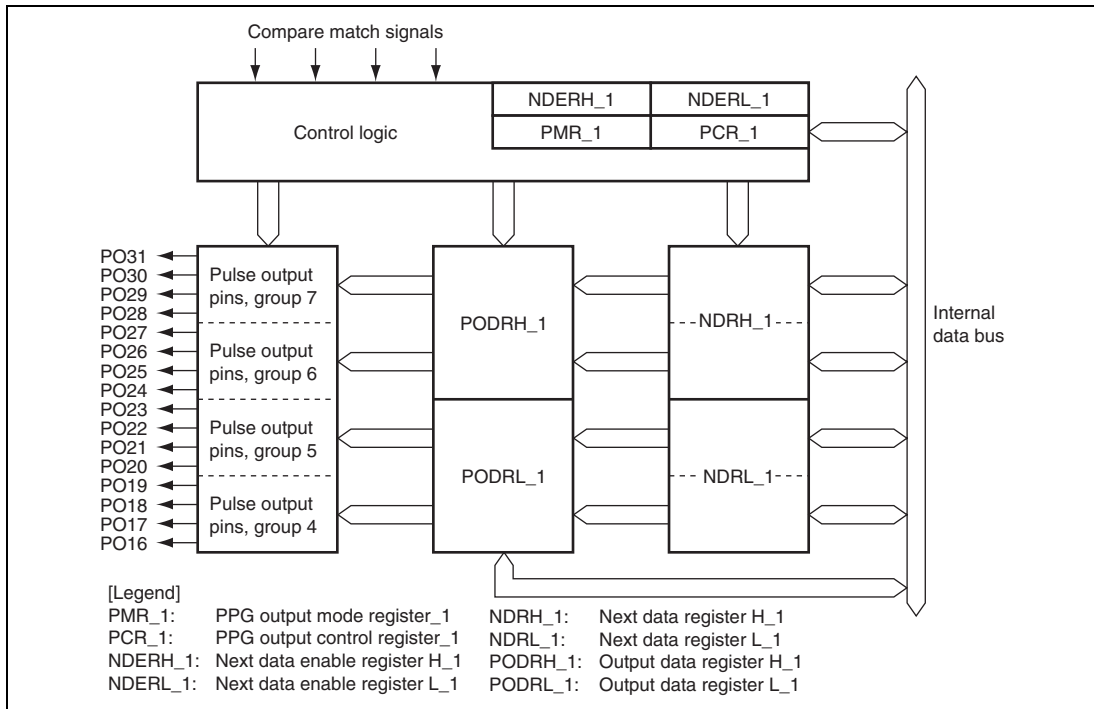 Compare match signals
NDERH_1 NDERL_1
Control logic PMR_1 PCR_1
PO31
PO30
PO29
PO28
PO27
PO26
PO25
PO24
PO23
PO22
PO21
PO20
PO19
PO18
PO17
PO16
Pulse output
pins, group 7
Pulse output
pins, group 6
Pulse output
pins, group 5
Pulse output
pins, group 4
PODRH_1
PODRL_1
NDRH_1
NDRL_1
Internal
data bus
[Legend]
PMR_1: PPG output mode register_1
PCR_1: PPG output control register_1
NDERH_1: Next data enable register H_1
NDERL_1: Next data enable register L_1
NDRH_1: Next data register H_1
NDRL_1: Next data register L_1
PODRH_1: Output data register H_1
PODRL_1: Output data register L_1